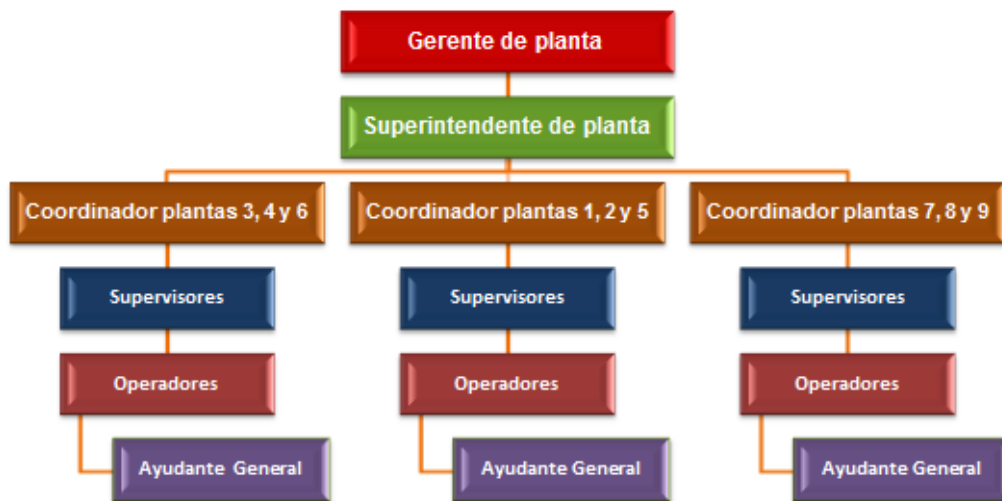 Gerente de planta
Superintendente de planta
Coordinador plantas 3, 4 y 6
Coordinador plantas 1, 2 y 5
Coordinador plantas 7, 8 y 9
Supervisores
Supervisores
Supervisores
Operadores
Operadores
Operadores
Ayudante General
Ayudante General
Ayudante General